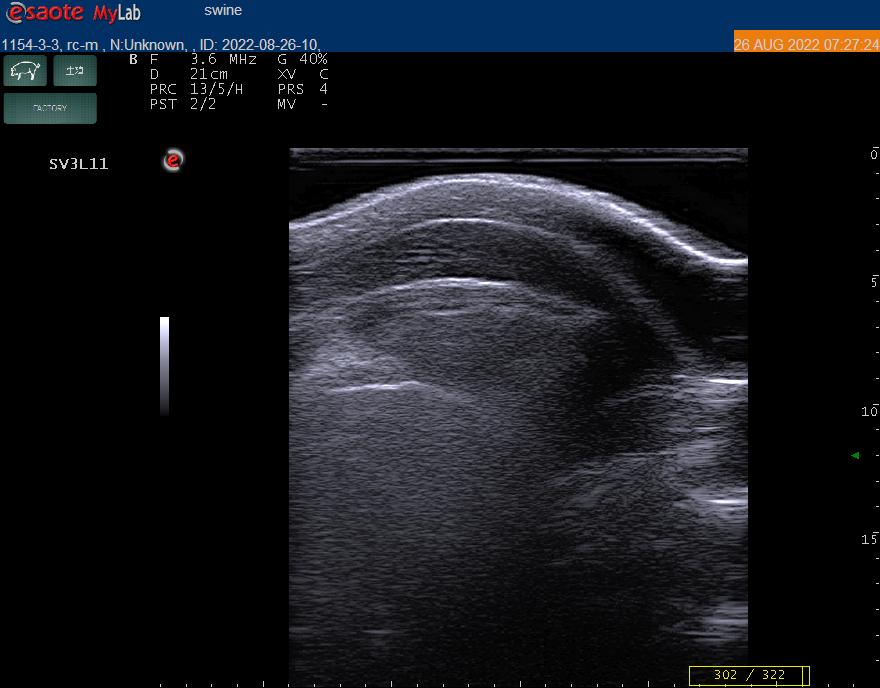 esaote MyLab
swine
1154-3-3, rc-m , N:Unknown, , ID: 2022-08-26-10,
26 AUG 2022 07:27:24
土猪
FACTORY
B F 3.6 MHz G 40%
D 21cm XV C
PRC 13/5/H PRS 4
PST 2/2 MV -
SV3L11
e
0
5
10
15
302 / 322